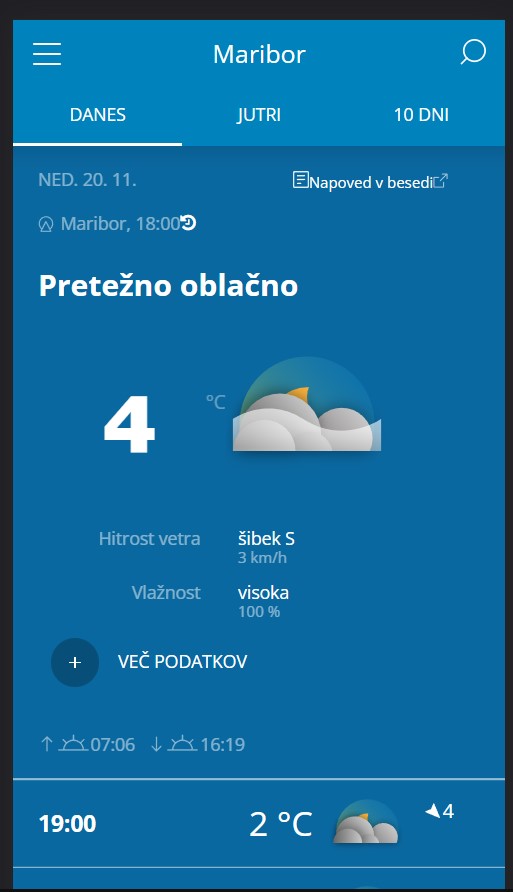 Maribor
DANES JUTRI 10 DNI
NED. 20. 11. Napoved v besedi
Maribor, 18:00
Pretežno oblačno
4 °C
Hitrost vetra šibek S
3 km/h
Vlažnost visoka
100 %
+ VEČ PODATKOV
↑ 07:06 ↓ 16:19
19:00 2 °C 4